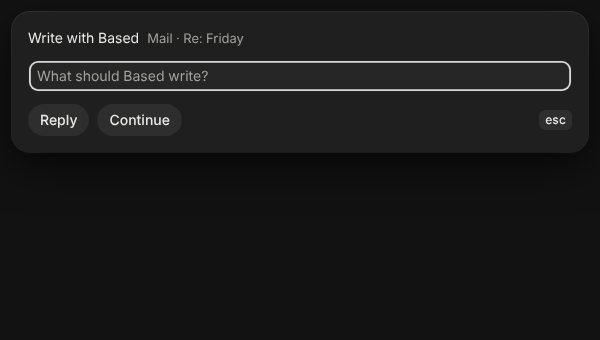 Write with Based Mail · Re: Friday
What should Based write?
Reply Continue esc